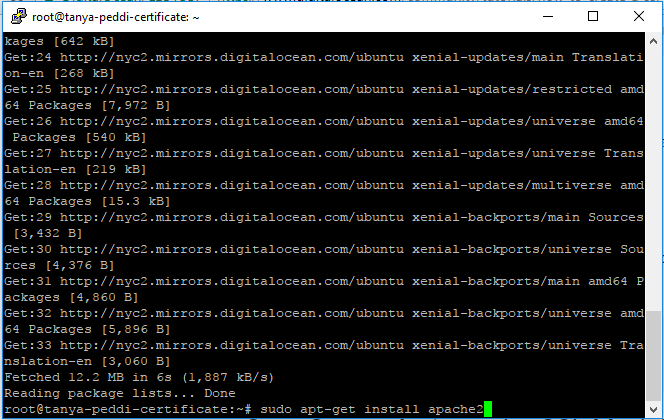 root@tanya-peddi-certificate: ~
kages [642 kB]
Get:24 http://nyc2.mirrors.digitalocean.com/ubuntu xenial-updates/main Translati
on-en [268 kB]
Get:25 http://nyc2.mirrors.digitalocean.com/ubuntu xenial-updates/restricted amd
64 Packages [7,972 B]
Get:26 http://nyc2.mirrors.digitalocean.com/ubuntu xenial-updates/universe amd64
 Packages [540 kB]
Get:27 http://nyc2.mirrors.digitalocean.com/ubuntu xenial-updates/universe Trans
lation-en [219 kB]
Get:28 http://nyc2.mirrors.digitalocean.com/ubuntu xenial-updates/multiverse amd
64 Packages [15.3 kB]
Get:29 http://nyc2.mirrors.digitalocean.com/ubuntu xenial-backports/main Sources
 [3,432 B]
Get:30 http://nyc2.mirrors.digitalocean.com/ubuntu xenial-backports/universe Sou
rces [4,376 B]
Get:31 http://nyc2.mirrors.digitalocean.com/ubuntu xenial-backports/main amd64 P
ackages [4,860 B]
Get:32 http://nyc2.mirrors.digitalocean.com/ubuntu xenial-backports/universe amd
64 Packages [5,896 B]
Get:33 http://nyc2.mirrors.digitalocean.com/ubuntu xenial-backports/universe Tra
nslation-en [3,060 B]
Fetched 12.2 MB in 6s (1,887 kB/s)
Reading package lists... Done
root@tanya-peddi-certificate:~# sudo apt-get install apache2